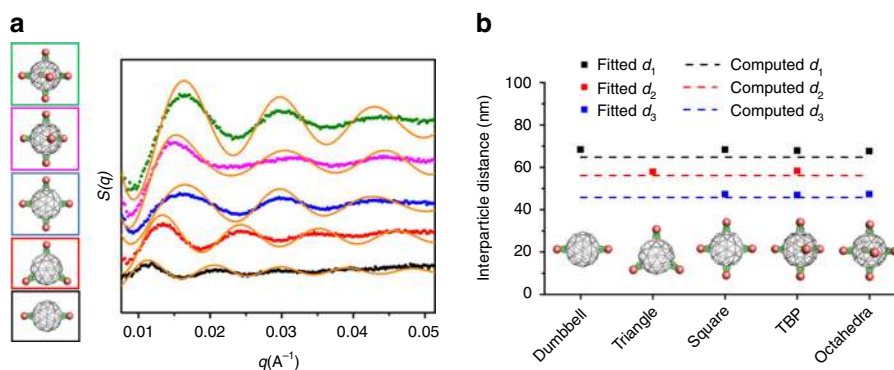 a
S(q)
0.01 0.02 0.03 0.04 0.05
q(A⁻¹)
b
Fitted d₁ Computed d₁
Fitted d₂ Computed d₂
Fitted d₃ Computed d₃
Interparticle distance (nm)
100
80
60
40
20
0
Dumbbell Triangle Square TBP Octahedra